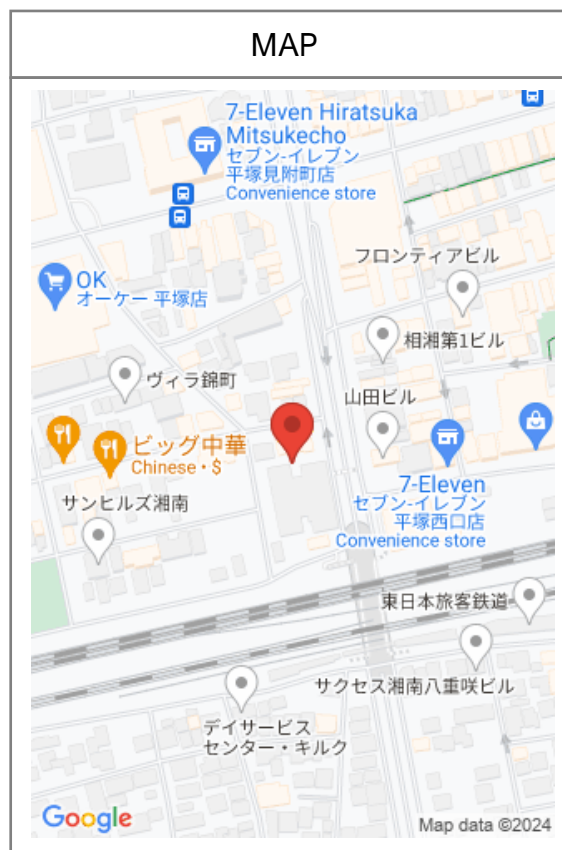 MAP
7-Eleven Hiratsuka
Mitsukecho
セブン-イレブン
平塚見附町店
Convenience store
フロンティアビル
OK
オーケー 平塚店
相湘第1ビル
ヴィラ錦町
山田ビル
ビッグ中華
Chinese・$
7-Eleven
セブン-イレブン
平塚西口店
Convenience store
サンヒルズ湘南
東日本旅客鉄道
サクセス湘南八重咲ビル
デイサービス
センター・キルク
Google
Map data ©2024